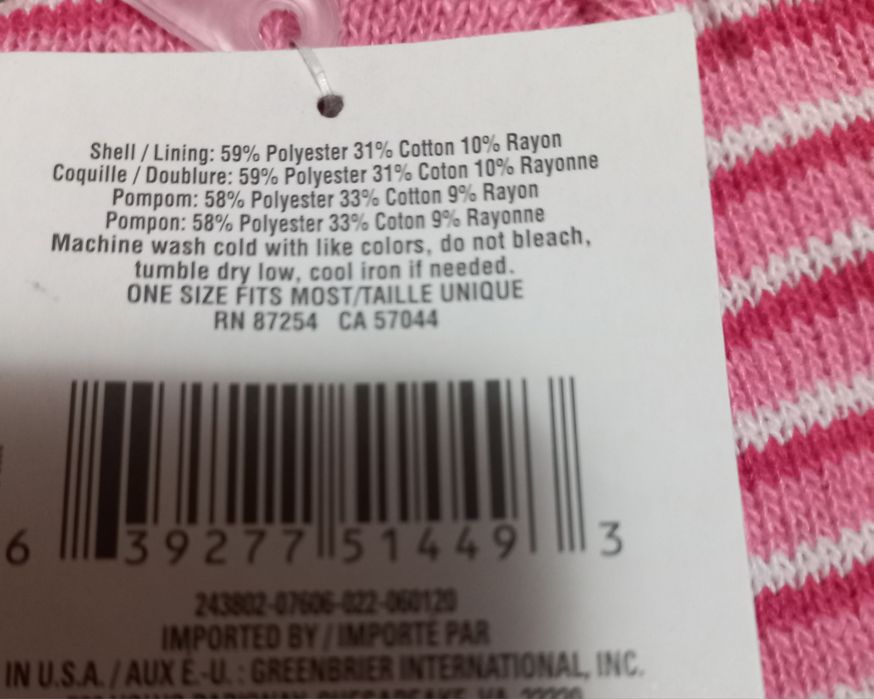 Shell / Lining: 59% Polyester 31% Cotton 10% Rayon
Coquille / Doublure: 59% Polyester 31% Coton 10% Rayonne
Pompom: 58% Polyester 33% Cotton 9% Rayon
Pompon: 58% Polyester 33% Coton 9% Rayonne
Machine wash cold with like colors, do not bleach,
tumble dry low, cool iron if needed.
ONE SIZE FITS MOST/TAILLE UNIQUE
RN 87254 CA 57044
6 39277 51449 3
243802-07606-022-060120
IMPORTED BY / IMPORTÉ PAR
IN U.S.A. / AUX É.-U. : GREENBRIER INTERNATIONAL, INC.